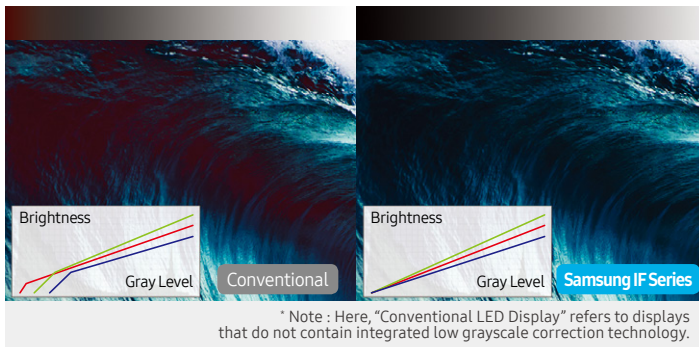 Brightness
Gray Level
Conventional
Brightness
Gray Level
Samsung IF Series
* Note : Here, “Conventional LED Display” refers to displays
that do not contain integrated low grayscale correction technology.